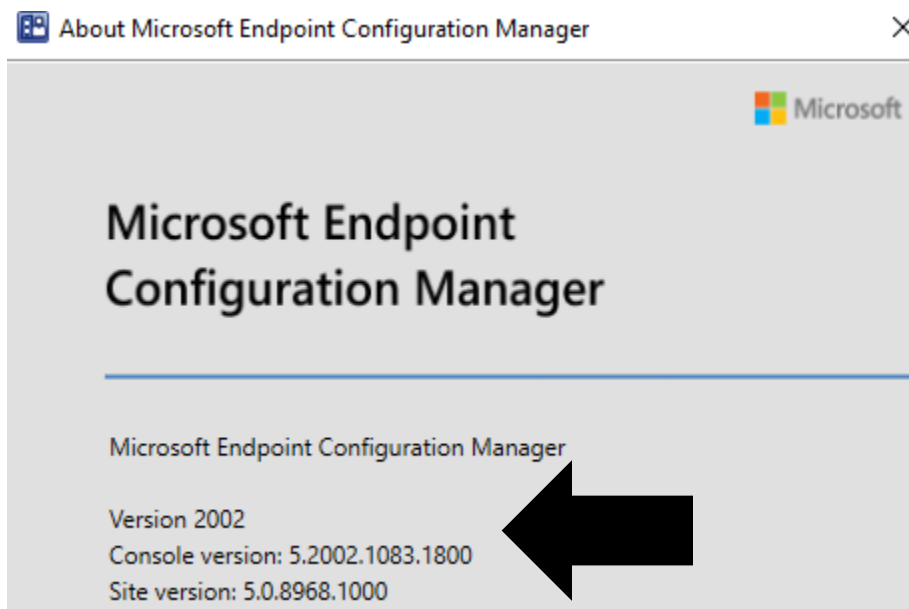 About Microsoft Endpoint Configuration Manager
Microsoft
Microsoft Endpoint
Configuration Manager
Microsoft Endpoint Configuration Manager
Version 2002
Console version: 5.2002.1083.1800
Site version: 5.0.8968.1000